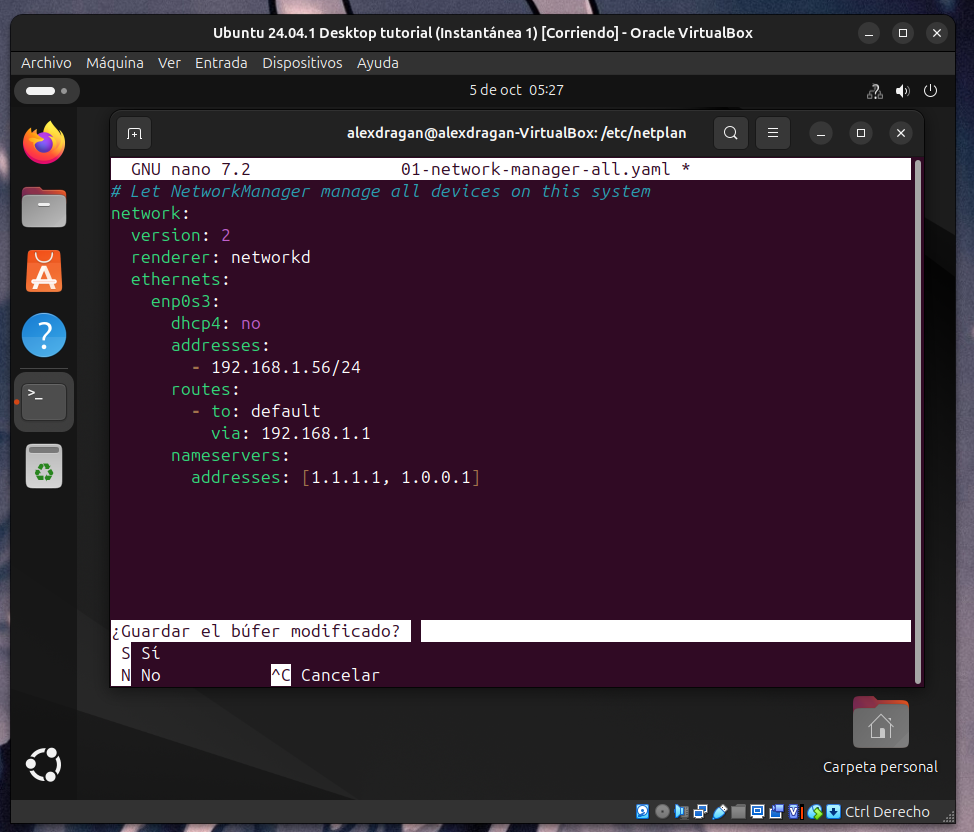 Ubuntu 24.04.1 Desktop tutorial (Instantánea 1) [Corriendo] - Oracle VirtualBox
Archivo Máquina Ver Entrada Dispositivos Ayuda
5 de oct 05:27
alexdragan@alexdragan-VirtualBox: /etc/netplan
GNU nano 7.2 01-network-manager-all.yaml *
# Let NetworkManager manage all devices on this system
network:
  version: 2
  renderer: networkd
  ethernets:
    enp0s3:
      dhcp4: no
      addresses:
        - 192.168.1.56/24
      routes:
        - to: default
          via: 192.168.1.1
      nameservers:
        addresses: [1.1.1.1, 1.0.0.1]
¿Guardar el búfer modificado?
S Sí
N No ^C Cancelar
Carpeta personal
Ctrl Derecho